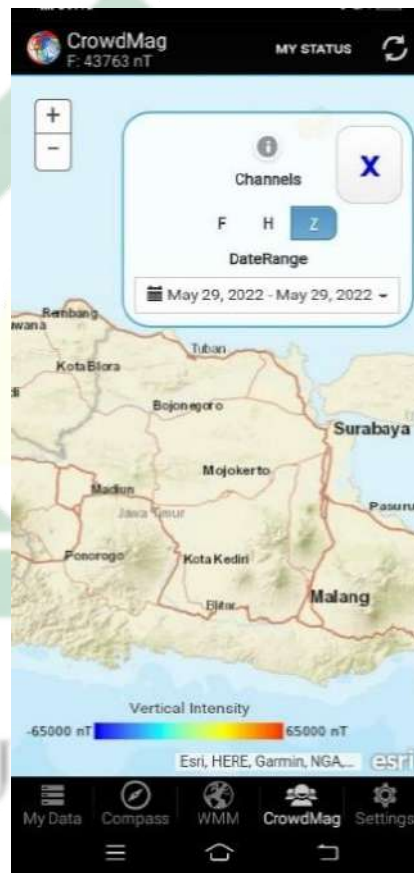 CrowdMag
F: 43763 nT
MY STATUS
+
−
i
X
Channels
F H Z
DateRange
May 29, 2022 - May 29, 2022
Rembang
Tuban
Kota Blora
Bojonegoro
Surabaya
Mojokerto
Madiun
Jawa Timur
Pasuru
Ponorogo
Kota Kediri
Malang
Blitar
Vertical Intensity
-65000 nT 65000 nT
Esri, HERE, Garmin, NGA,...
esri
My Data Compass WMM CrowdMag Settings